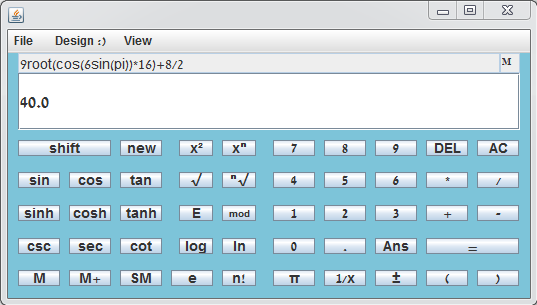 File Design :) View
9root(cos(6sin(pi))*16)+8/2 M
40.0
shift new x² xⁿ 7 8 9 DEL AC
sin cos tan √ ⁿ√ 4 5 6 * /
sinh cosh tanh E mod 1 2 3 + -
csc sec cot log ln 0 . Ans =
M M+ SM e n! π 1/X ± ( )